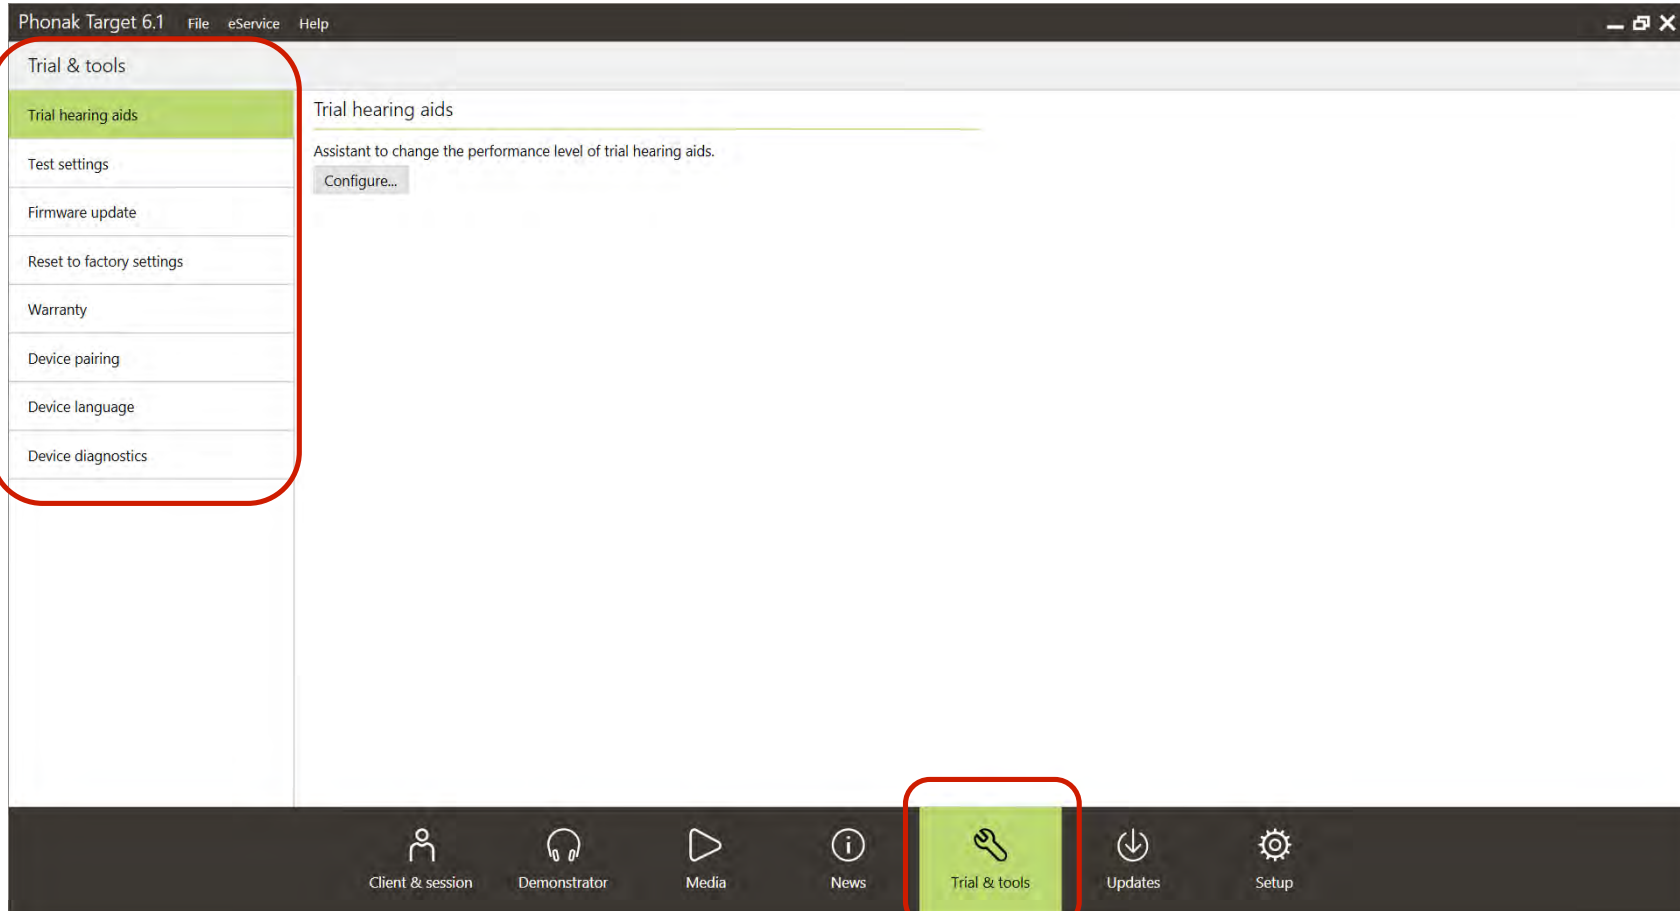 Phonak Target 6.1 File eService Help
Trial & tools
Trial hearing aids
Test settings
Firmware update
Reset to factory settings
Warranty
Device pairing
Device language
Device diagnostics
Trial hearing aids
Assistant to change the performance level of trial hearing aids.
Configure...
Client & session
Demonstrator
Media
News
Trial & tools
Updates
Setup